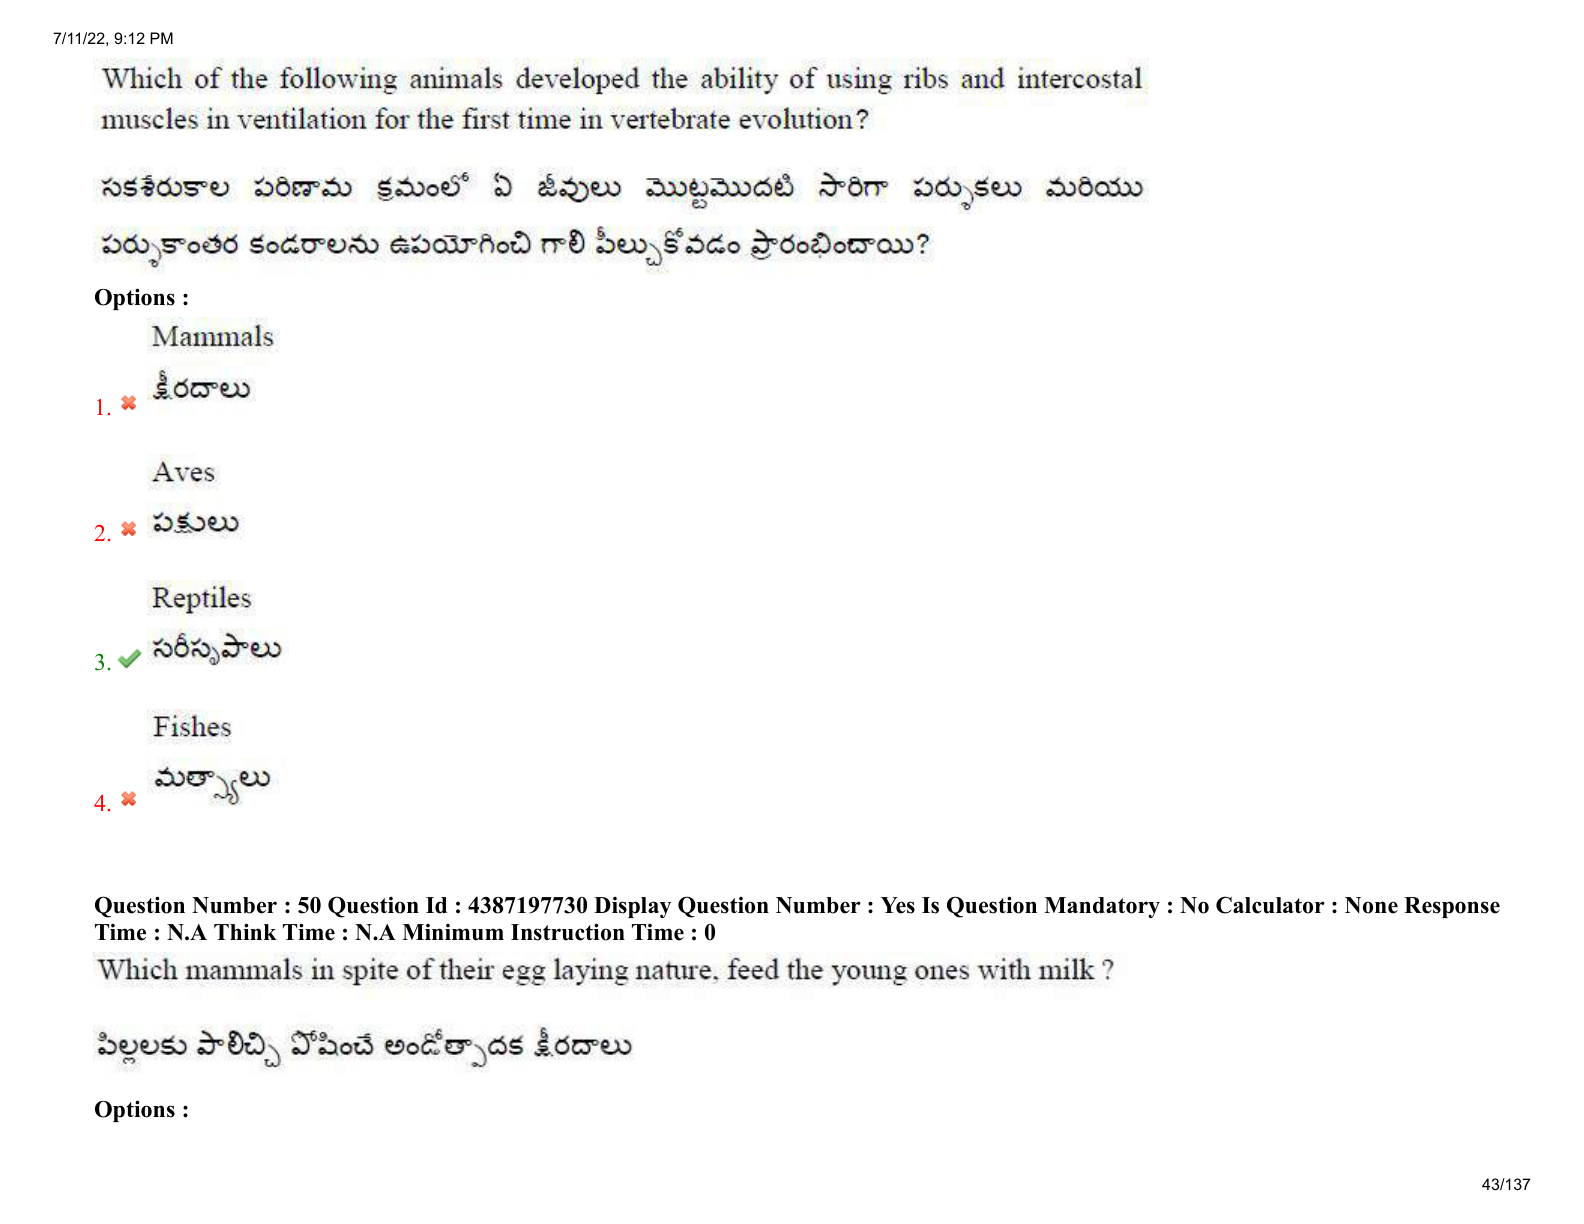 7/11/22, 9:12 PM
Which of the following animals developed the ability of using ribs and intercostal
muscles in ventilation for the first time in vertebrate evolution?
సకశేరుకాల పరిణామ క్రమంలో ఏ జీవులు మొట్టమొదటి సారిగా పర్శుకలు మరియు
పర్శుకాంతర కండరాలను ఉపయోగించి గాలి పీల్చుకోవడం ప్రారంభించాయి?
Options :
Mammals
క్షీరదాలు
1.
Aves
పక్షులు
2.
Reptiles
సరీసృపాలు
3.
Fishes
మత్స్యాలు
4.
Question Number : 50 Question Id : 4387197730 Display Question Number : Yes Is Question Mandatory : No Calculator : None Response
Time : N.A Think Time : N.A Minimum Instruction Time : 0
Which mammals in spite of their egg laying nature, feed the young ones with milk ?
పిల్లలకు పాలిచ్చి పోషించే అండోత్పాదక క్షీరదాలు
Options :
43/137